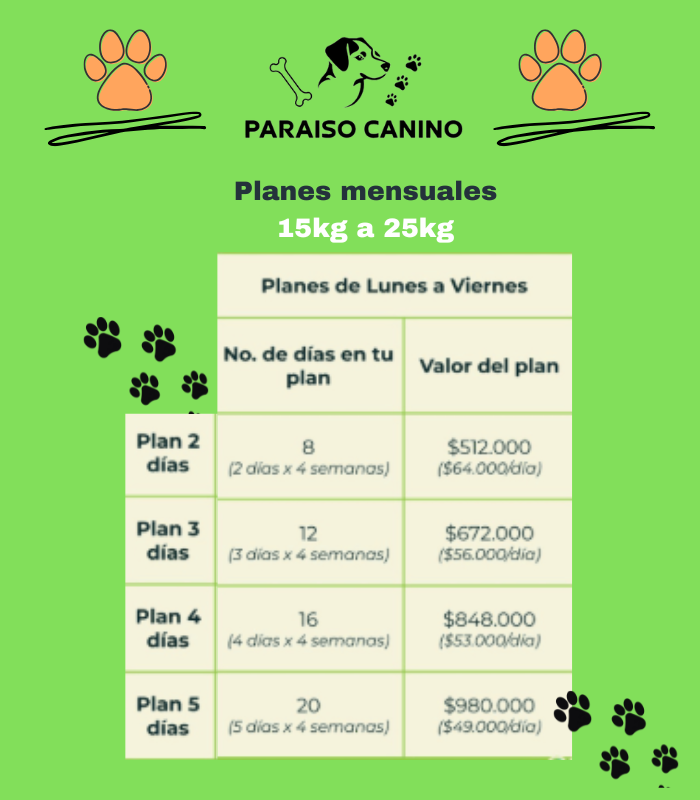 PARAISO CANINO
Planes mensuales
15kg a 25kg
Planes de Lunes a Viernes
No. de días en tu
plan
Valor del plan
Plan 2
días
8
(2 días x 4 semanas)
$512.000
($64.000/día)
Plan 3
días
12
(3 días x 4 semanas)
$672.000
($56.000/día)
Plan 4
días
16
(4 días x 4 semanas)
$848.000
($53.000/día)
Plan 5
días
20
(5 días x 4 semanas)
$980.000
($49.000/día)